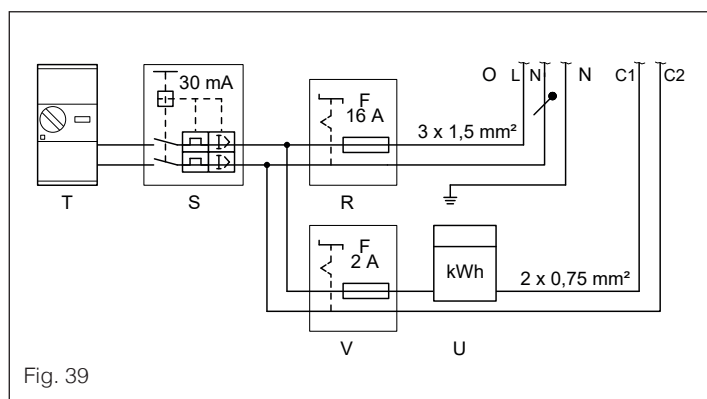 30 mA
F
16 A
O L N N C1 C2
3 x 1,5 mm²
T S R
F
2 A
kWh
2 x 0,75 mm²
V U
Fig. 39